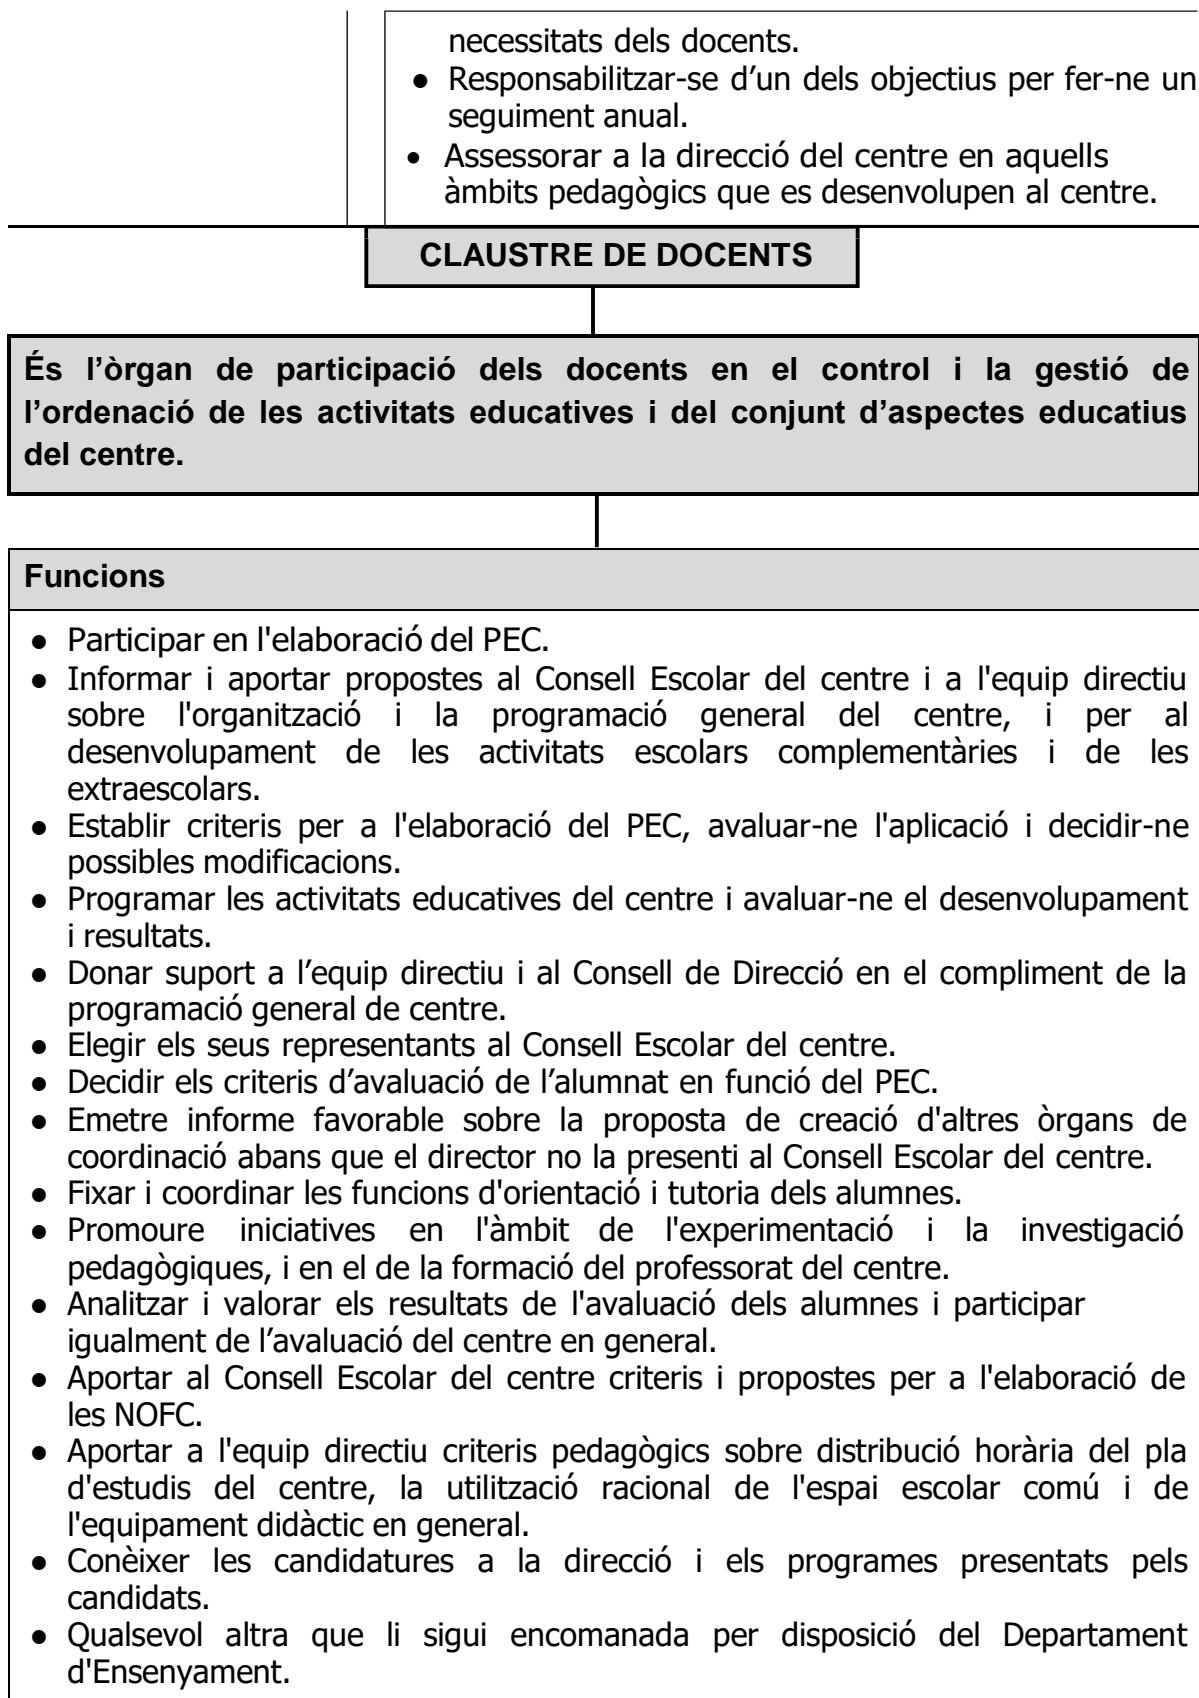 necessitats dels docents.
● Responsabilitzar-se d’un dels objectius per fer-ne un
seguiment anual.
● Assessorar a la direcció del centre en aquells
àmbits pedagògics que es desenvolupen al centre.
CLAUSTRE DE DOCENTS
És l’òrgan de participació dels docents en el control i la gestió de
l’ordenació de les activitats educatives i del conjunt d’aspectes educatius
del centre.
Funcions
● Participar en l'elaboració del PEC.
● Informar i aportar propostes al Consell Escolar del centre i a l'equip directiu
sobre l'organització i la programació general del centre, i per al
desenvolupament de les activitats escolars complementàries i de les
extraescolars.
● Establir criteris per a l'elaboració del PEC, avaluar-ne l'aplicació i decidir-ne
possibles modificacions.
● Programar les activitats educatives del centre i avaluar-ne el desenvolupament
i resultats.
● Donar suport a l’equip directiu i al Consell de Direcció en el compliment de la
programació general de centre.
● Elegir els seus representants al Consell Escolar del centre.
● Decidir els criteris d’avaluació de l’alumnat en funció del PEC.
● Emetre informe favorable sobre la proposta de creació d'altres òrgans de
coordinació abans que el director no la presenti al Consell Escolar del centre.
● Fixar i coordinar les funcions d'orientació i tutoria dels alumnes.
● Promoure iniciatives en l'àmbit de l'experimentació i la investigació
pedagògiques, i en el de la formació del professorat del centre.
● Analitzar i valorar els resultats de l'avaluació dels alumnes i participar
igualment de l’avaluació del centre en general.
● Aportar al Consell Escolar del centre criteris i propostes per a l'elaboració de
les NOFC.
● Aportar a l'equip directiu criteris pedagògics sobre distribució horària del pla
d'estudis del centre, la utilització racional de l'espai escolar comú i de
l'equipament didàctic en general.
● Conèixer les candidatures a la direcció i els programes presentats pels
candidats.
● Qualsevol altra que li sigui encomanada per disposició del Departament
d'Ensenyament.